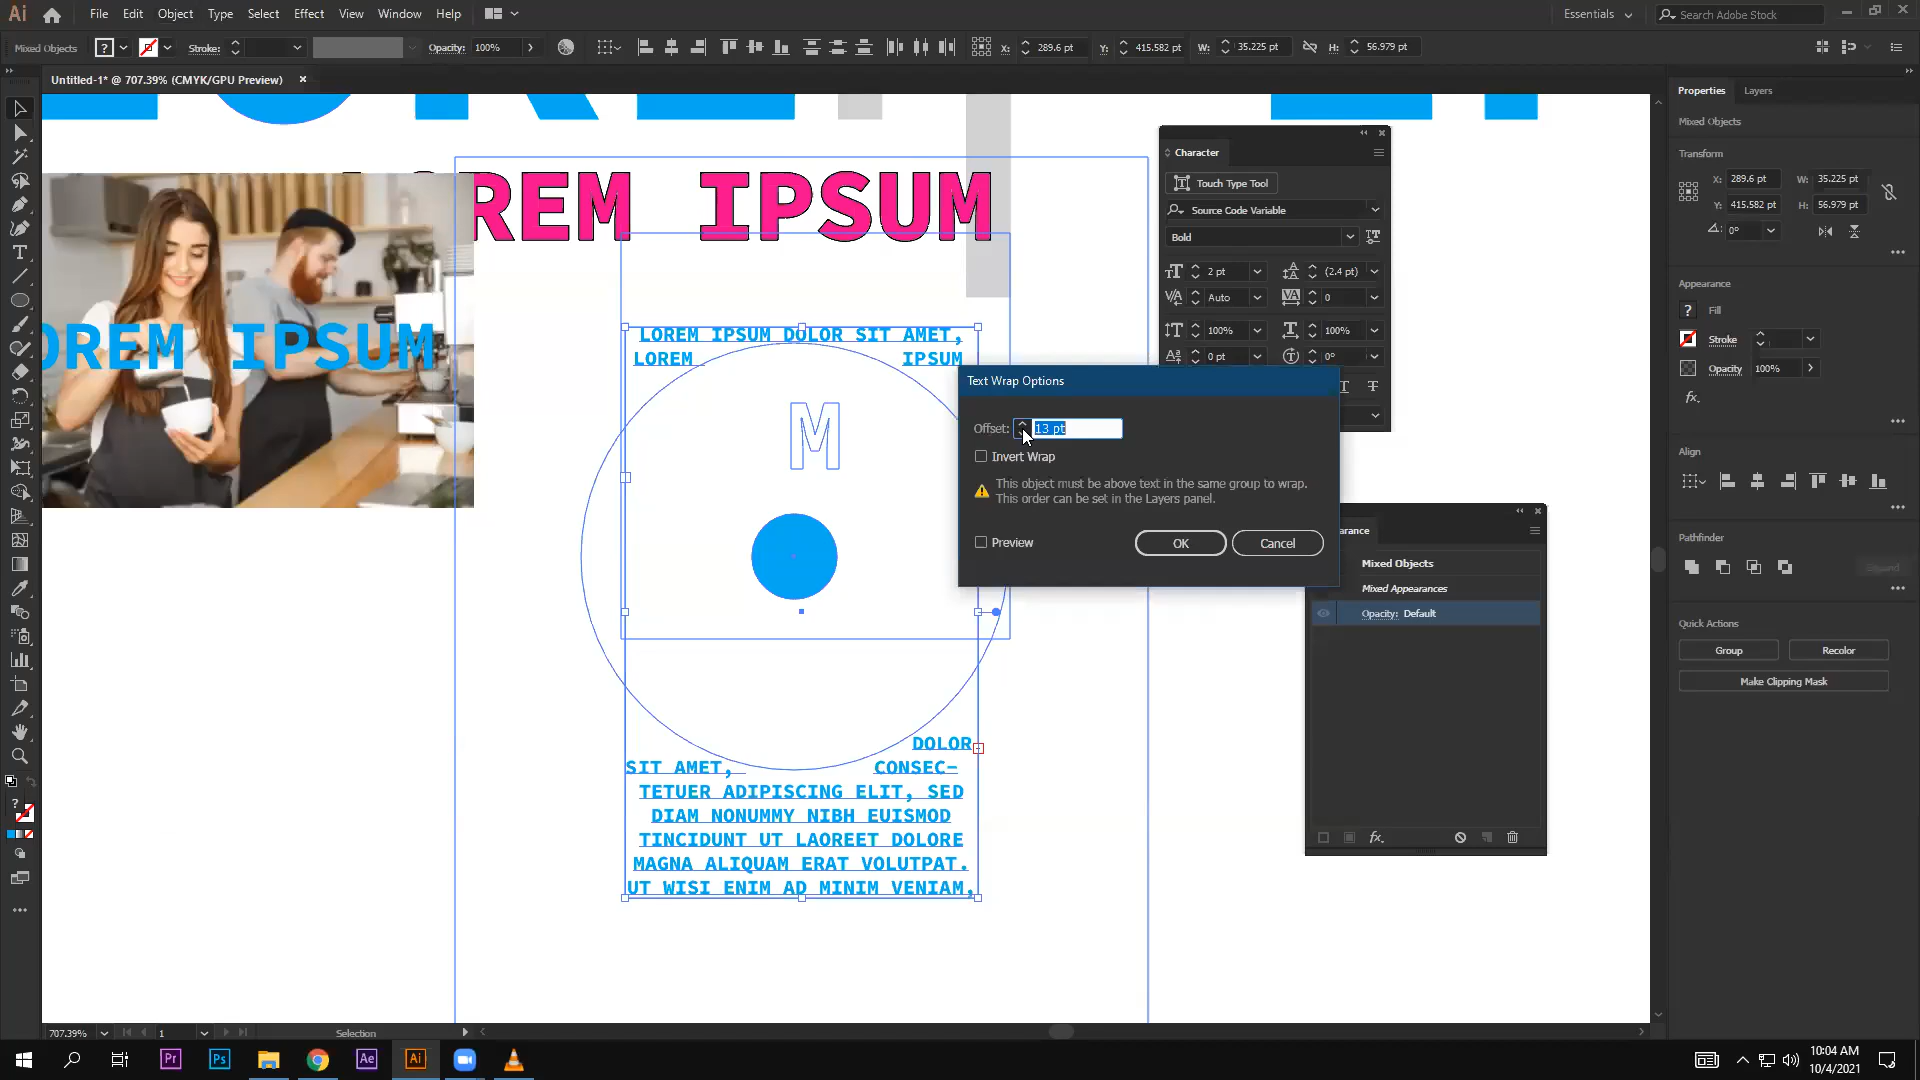 Ai File Edit Object Type Select Effect View Window Help Essentials Search Adobe Stock
Mixed Objects ? Stroke: Opacity: 100% X: 289.6 pt Y: 415.582 pt W: 35.225 pt H: 56.979 pt
Untitled-1* @ 707.39% (CMYK/GPU Preview)
LOREM IPSUM
OREM IPSUM
LOREM IPSUM DOLOR SIT AMET,
LOREM IPSUM
M
DOLOR
SIT AMET, CONSEC-
TETUER ADIPISCING ELIT, SED
DIAM NONUMMY NIBH EUISMOD
TINCIDUNT UT LAOREET DOLORE
MAGNA ALIQUAM ERAT VOLUTPAT.
UT WISI ENIM AD MINIM VENIAM,
Character
Touch Type Tool
Source Code Variable
Bold
2 pt (2.4 pt)
Auto 0
100% 100%
0 pt 0°
Text Wrap Options
Offset: 13 pt
Invert Wrap
This object must be above text in the same group to wrap.
This order can be set in the Layers panel.
Preview OK Cancel
arance
Mixed Objects
Mixed Appearances
Opacity: Default
fx
Properties Layers
Mixed Objects
Transform
X: 289.6 pt W: 35.225 pt
Y: 415.582 pt H: 56.979 pt
0°
Appearance
? Fill
Stroke
Opacity 100%
fx
Align
Pathfinder
Expand
Quick Actions
Group Recolor
Make Clipping Mask
707.39% 1 Selection
Pr Ps Ae Ai
10:04 AM
10/4/2021